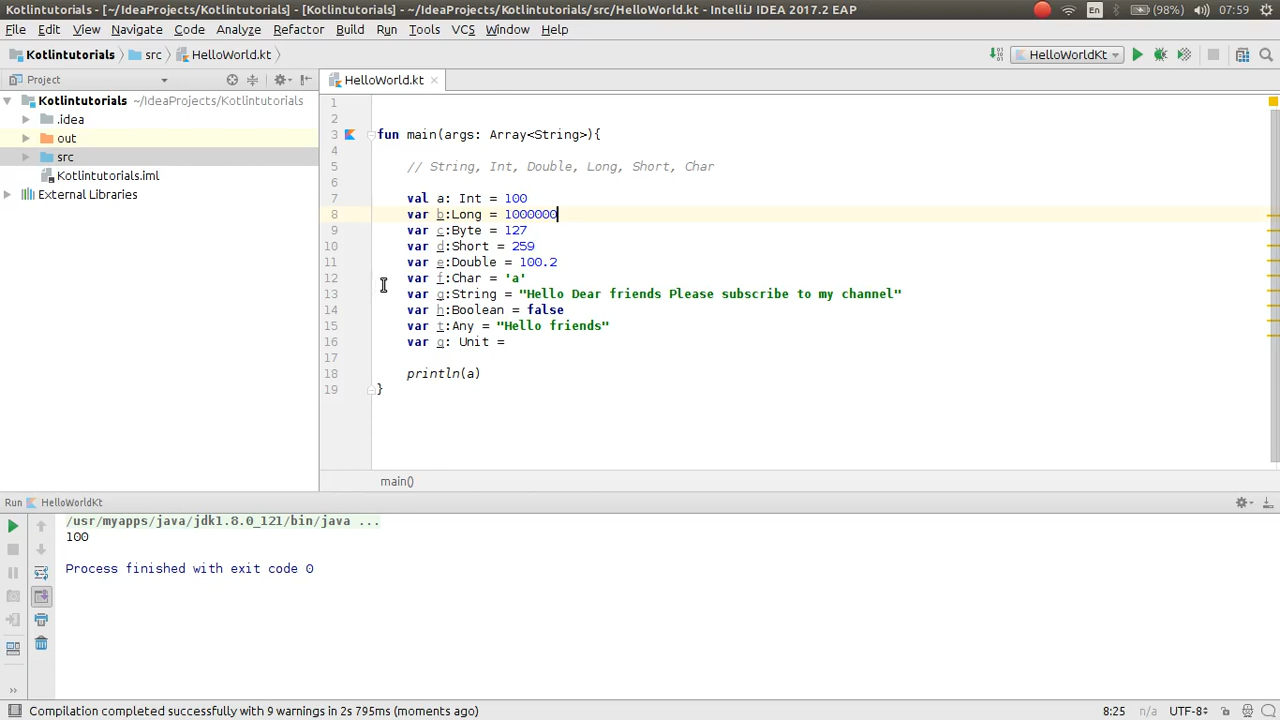 Kotlintutorials - [~/IdeaProjects/Kotlintutorials] - [Kotlintutorials] - ~/IdeaProjects/Kotlintutorials/src/HelloWorld.kt - IntelliJ IDEA 2017.2 EAP
En
(98%)
07:59
File Edit View Navigate Code Analyze Refactor Build Run Tools VCS Window Help
Kotlintutorials src HelloWorld.kt
HelloWorldKt
Project
HelloWorld.kt ×
Kotlintutorials ~/IdeaProjects/Kotlintutorials
.idea
out
src
Kotlintutorials.iml
External Libraries
1
2
3 fun main(args: Array<String>){
4
5 // String, Int, Double, Long, Short, Char
6
7 val a: Int = 100
8 var b:Long = 1000000
9 var c:Byte = 127
10 var d:Short = 259
11 var e:Double = 100.2
12 var f:Char = 'a'
13 var g:String = "Hello Dear friends Please subscribe to my channel"
14 var h:Boolean = false
15 var t:Any = "Hello friends"
16 var q: Unit =
17
18 println(a)
19 }
main()
Run HelloWorldKt
/usr/myapps/java/jdk1.8.0_121/bin/java ...
100
Process finished with exit code 0
Compilation completed successfully with 9 warnings in 2s 795ms (moments ago)
8:25 n/a UTF-8